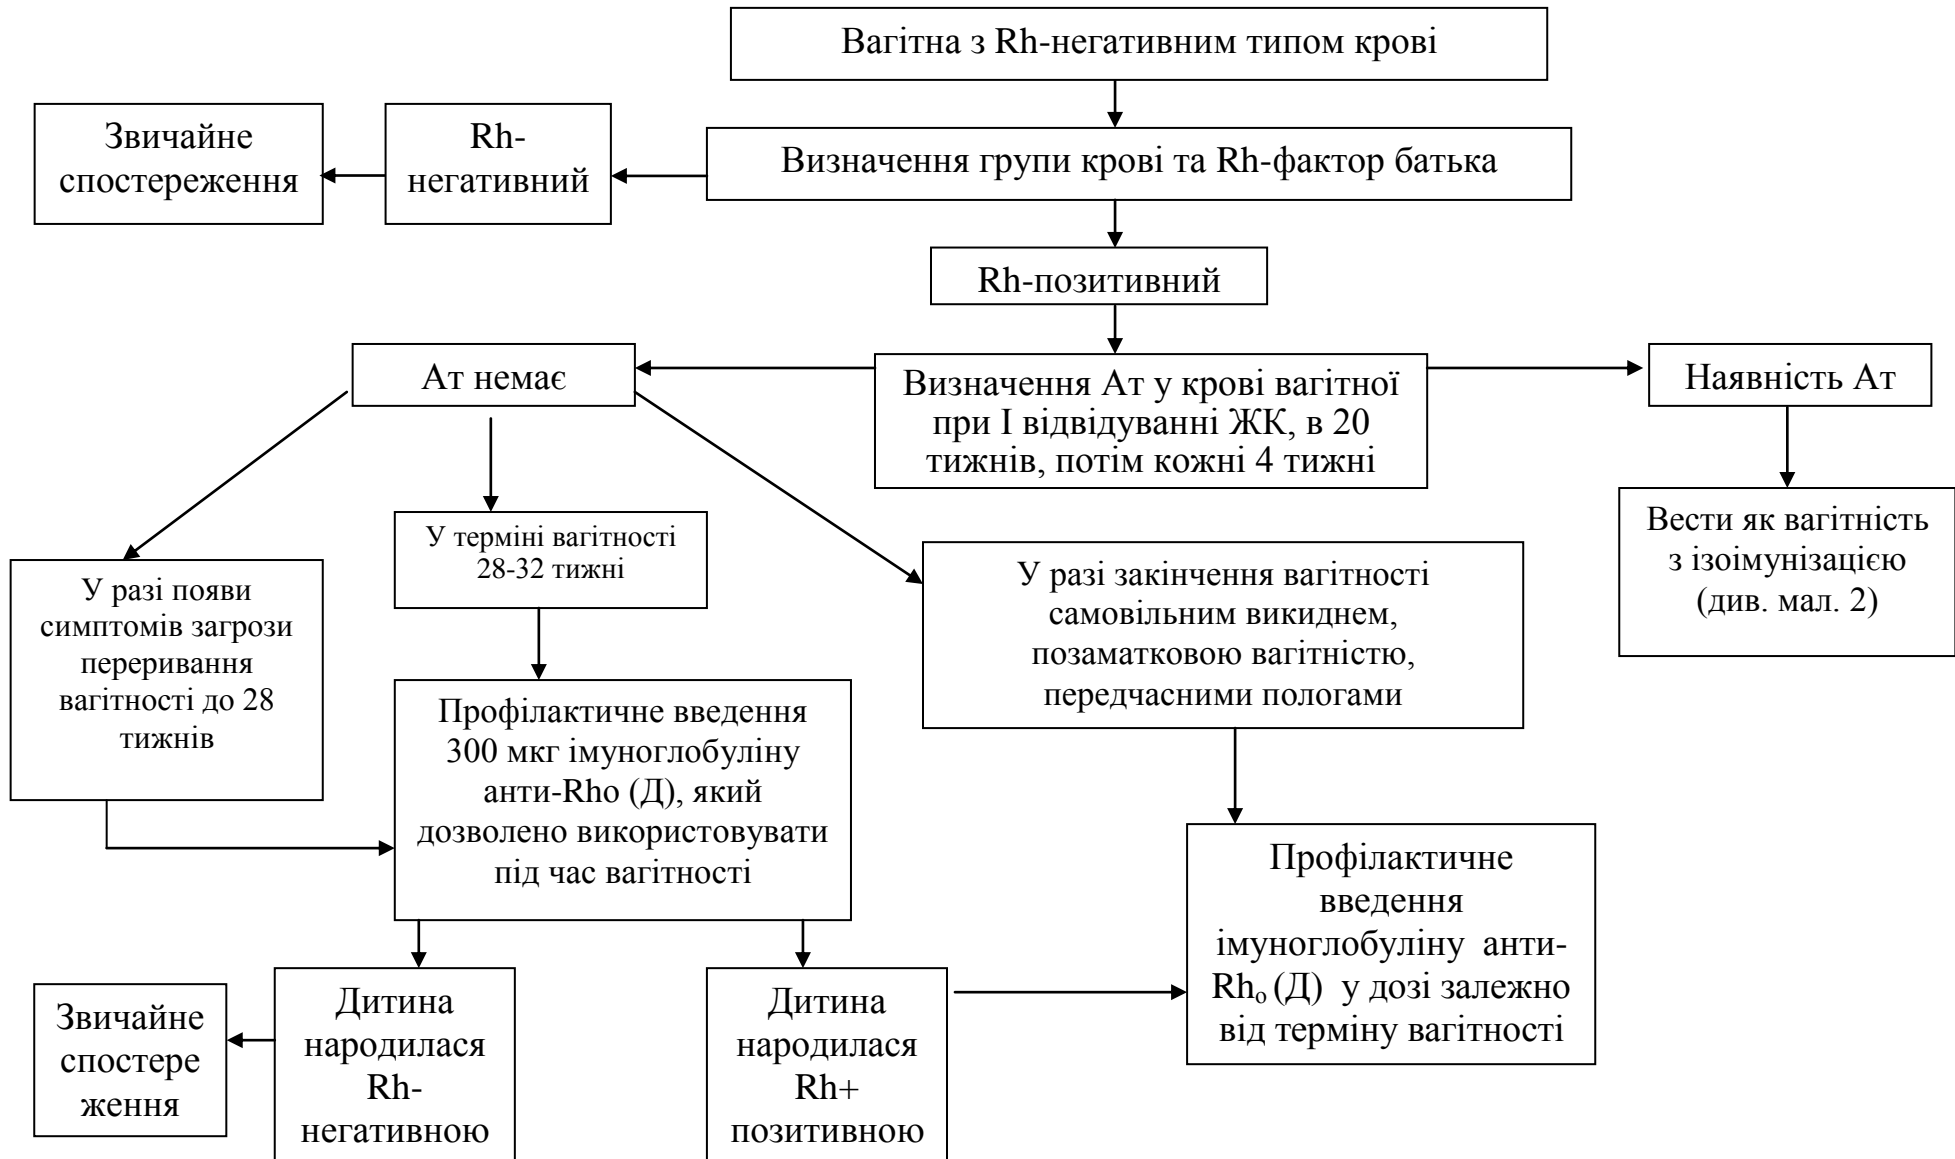 Вагітна з Rh-негативним типом крові
Звичайне
спостереження
Rh-
негативний
Визначення групи крові та Rh-фактор батька
Rh-позитивний
Ат немає
Визначення Ат у крові вагітної
при І відвідуванні ЖК, в 20
тижнів, потім кожні 4 тижні
Наявність Ат
У разі появи
симптомів загрози
переривання
вагітності до 28
тижнів
У терміні вагітності
28-32 тижні
У разі закінчення вагітності
самовільним викиднем,
позаматковою вагітністю,
передчасними пологами
Вести як вагітність
з ізоімунізацією
(див. мал. 2)
Профілактичне введення
300 мкг імуноглобуліну
анти-Rho (Д), який
дозволено використовувати
під час вагітності
Профілактичне
введення
імуноглобуліну анти-
Rhₒ (Д) у дозі залежно
від терміну вагітності
Звичайне
спостере
ження
Дитина
народилася
Rh-
негативною
Дитина
народилася
Rh+
позитивною